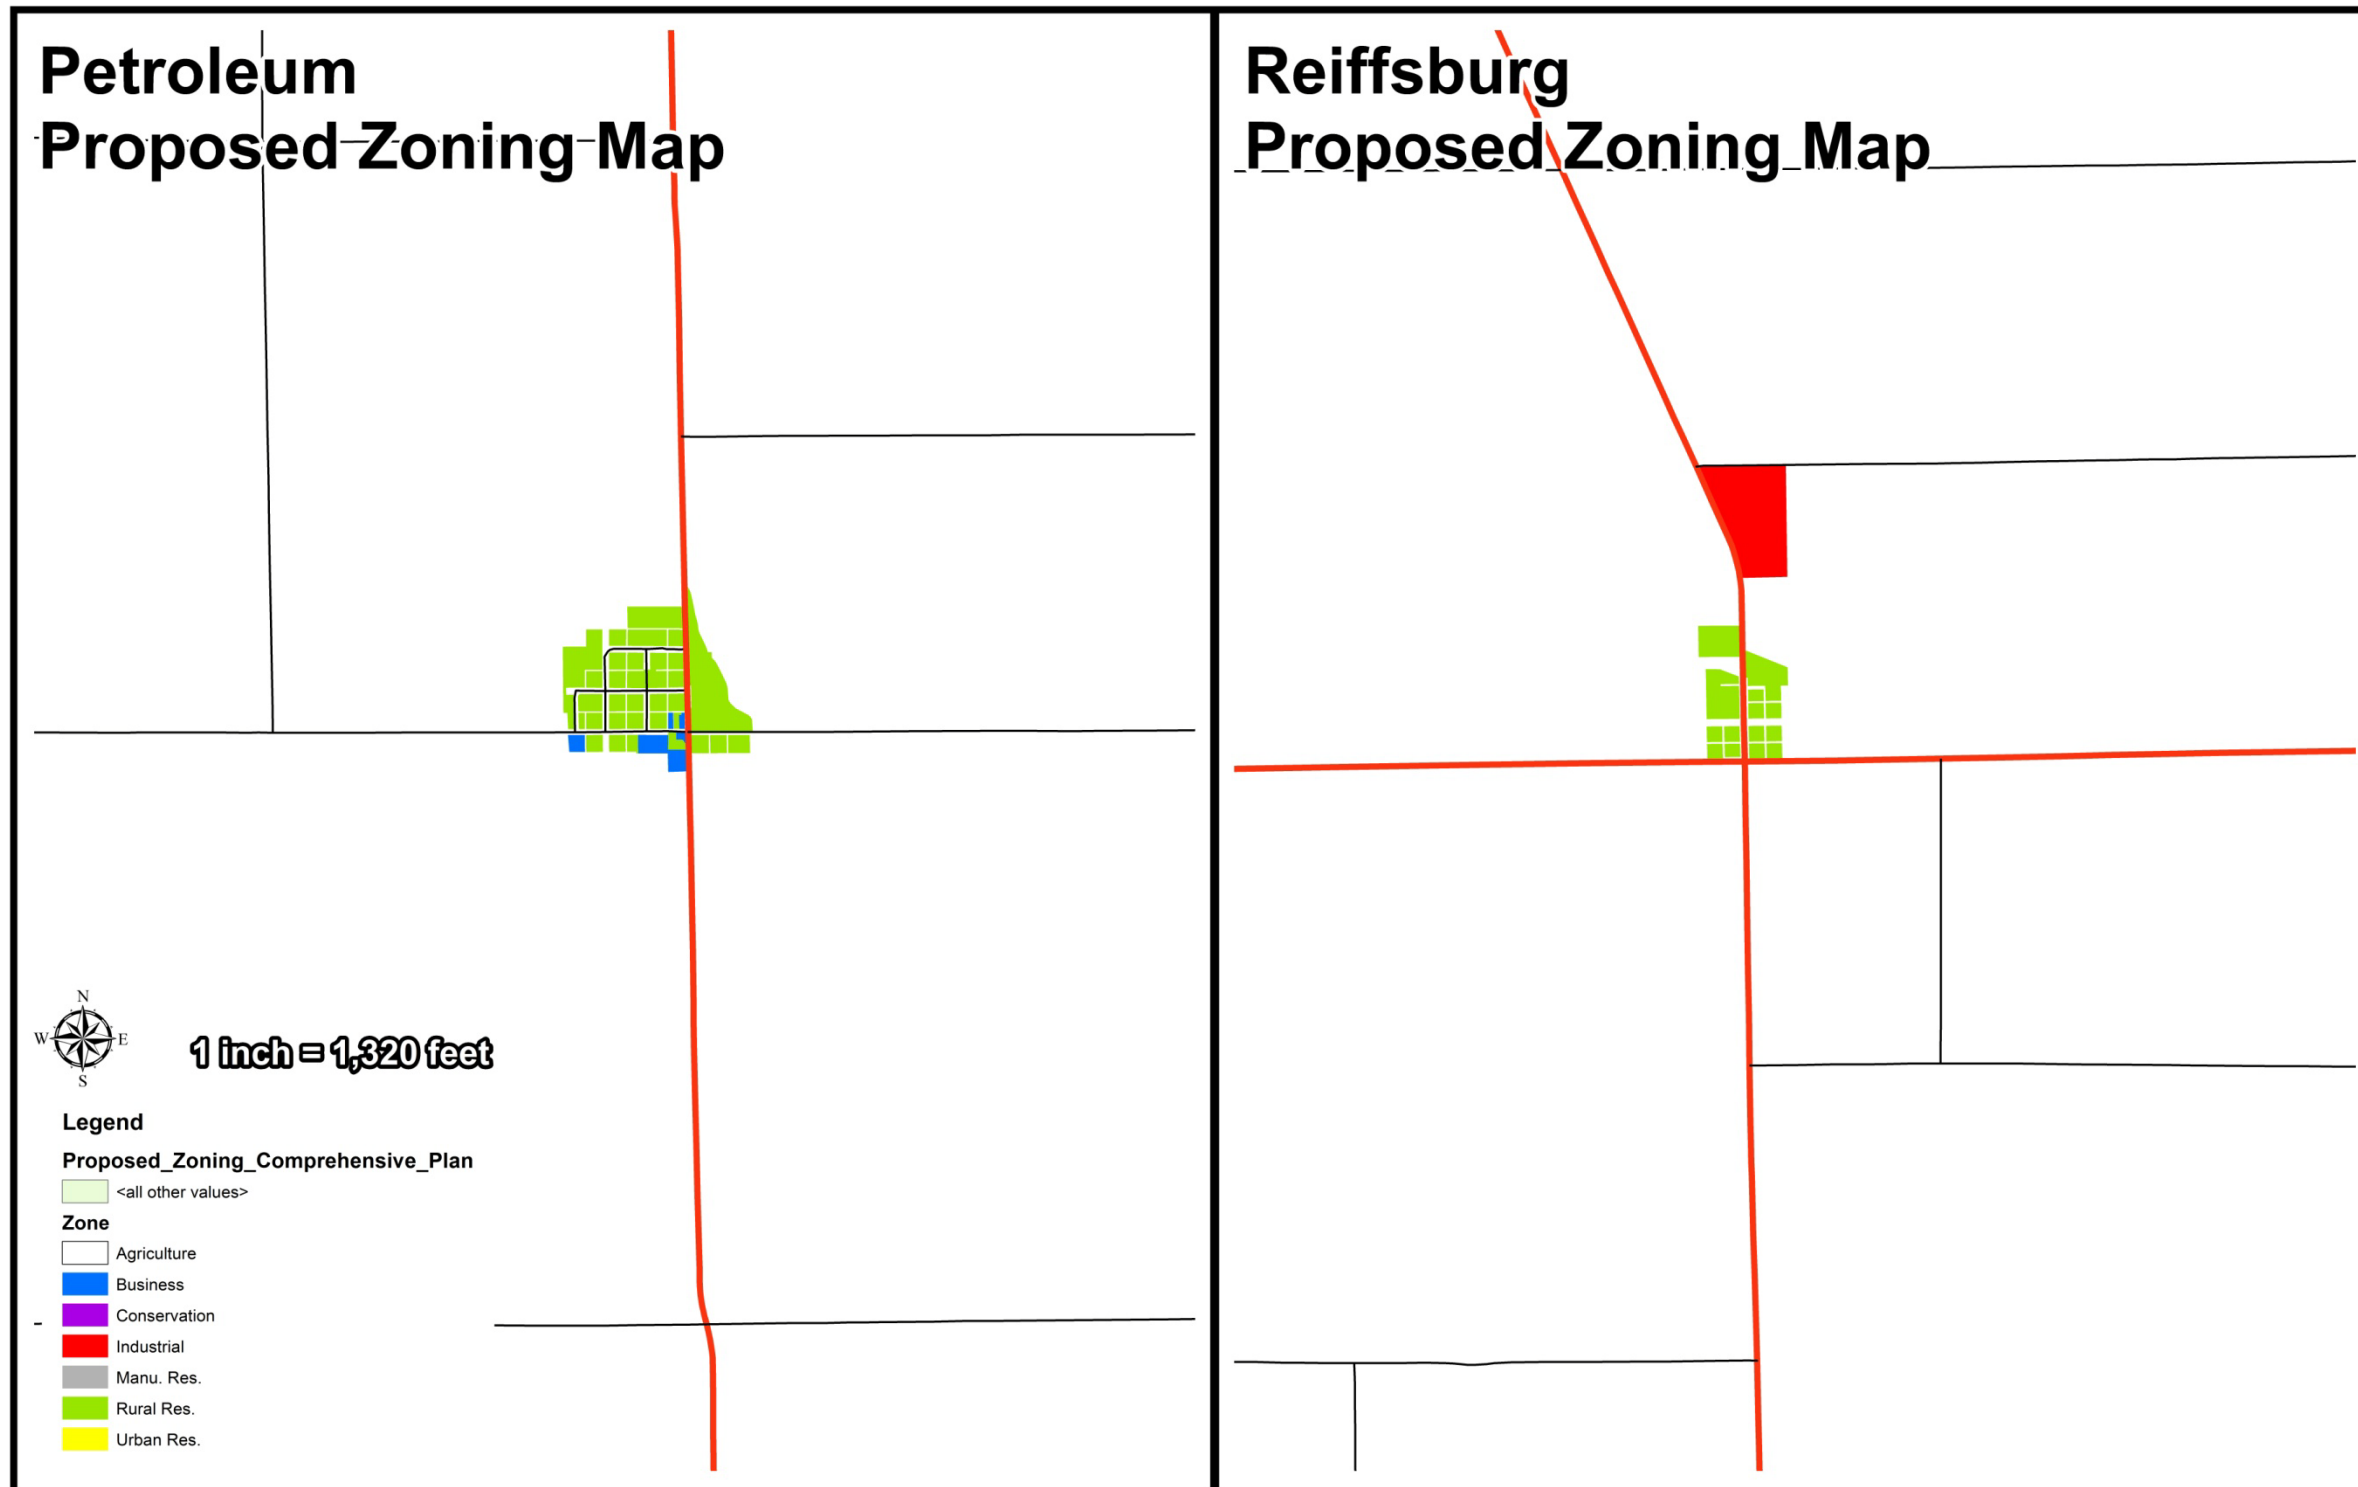 Petroleum
Proposed Zoning Map
Reiffsburg
Proposed Zoning Map
N
W
E
S
1 inch = 1,320 feet
Legend
Proposed_Zoning_Comprehensive_Plan
<all other values>
Zone
Agriculture
Business
Conservation
Industrial
Manu. Res.
Rural Res.
Urban Res.